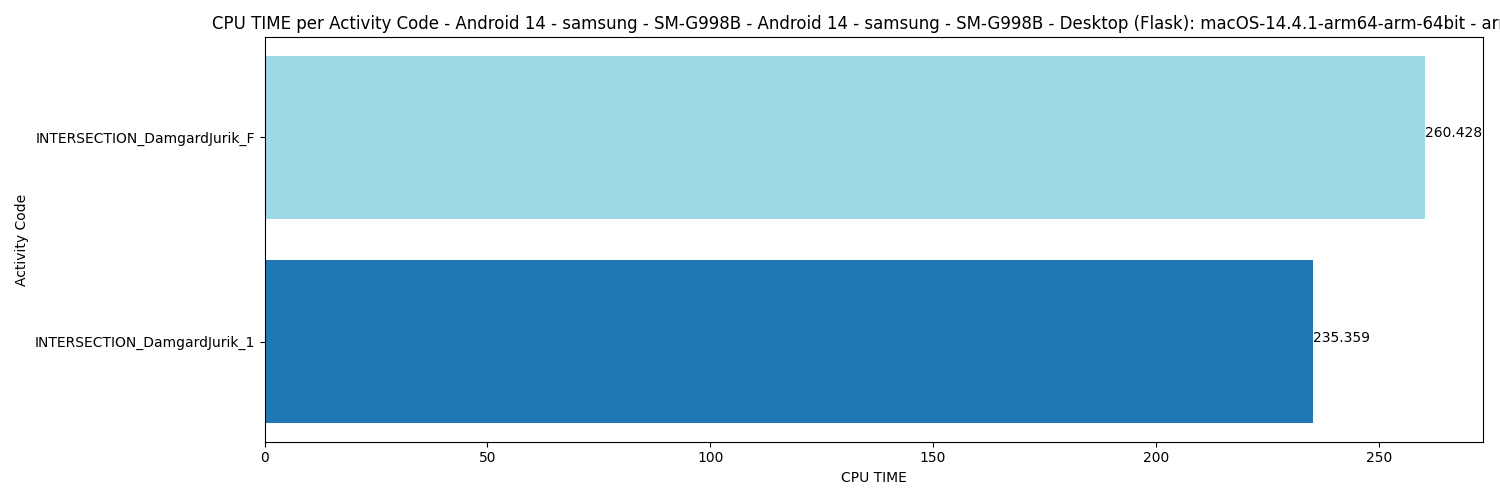 CPU TIME per Activity Code - Android 14 - samsung - SM-G998B - Android 14 - samsung - SM-G998B - Desktop (Flask): macOS-14.4.1-arm64-arm-64bit -
INTERSECTION_DamgardJurik_F
260.428
Activity Code
INTERSECTION_DamgardJurik_1
235.359
0 50 100 150 200 250
CPU TIME